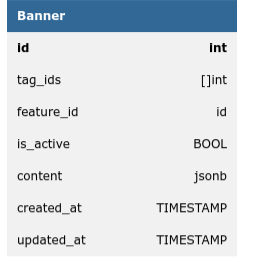 Banner
id int
tag_ids []int
feature_id id
is_active BOOL
content jsonb
created_at TIMESTAMP
updated_at TIMESTAMP